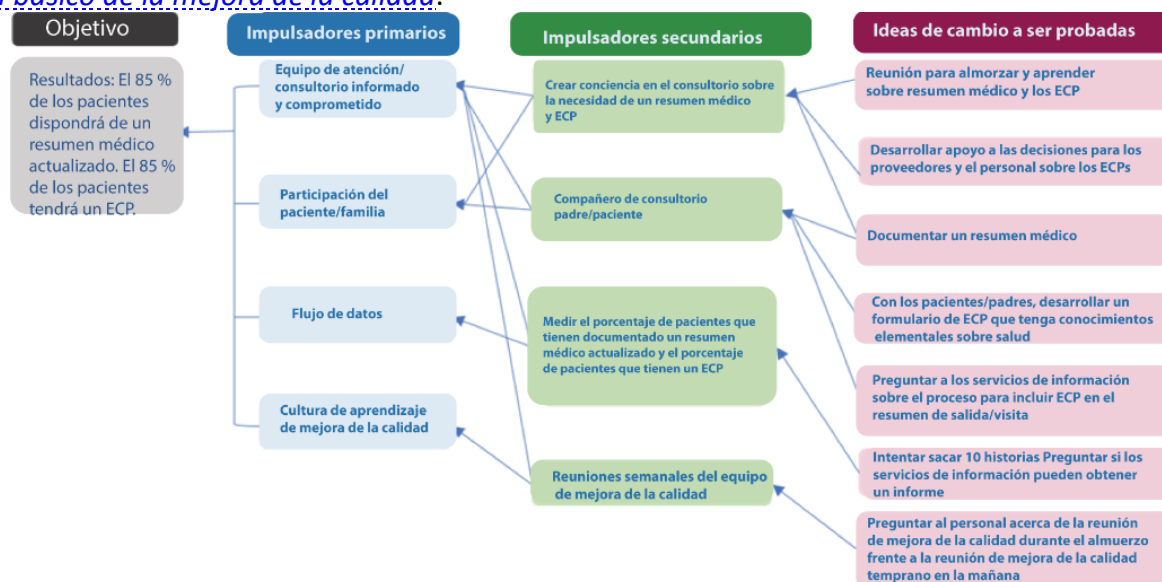 básico de la mejora de la calidad.
Objetivo
Impulsadores primarios
Impulsadores secundarios
Ideas de cambio a ser probadas
Resultados: El 85 %
de los pacientes
dispondrá de un
resumen médico
actualizado. El 85 %
de los pacientes
tendrá un ECP.
Equipo de atención/
consultorio informado
y comprometido
Participación del
paciente/familia
Flujo de datos
Cultura de aprendizaje
de mejora de la calidad
Crear conciencia en el consultorio sobre
la necesidad de un resumen médico
y ECP
Compañero de consultorio
padre/paciente
Medir el porcentaje de pacientes que
tienen documentado un resumen
médico actualizado y el porcentaje
de pacientes que tienen un ECP
Reuniones semanales del equipo
de mejora de la calidad
Reunión para almorzar y aprender
sobre resumen médico y los ECP
Desarrollar apoyo a las decisiones para los
proveedores y el personal sobre los ECPs
Documentar un resumen médico
Con los pacientes/padres, desarrollar un
formulario de ECP que tenga conocimientos
elementales sobre salud
Preguntar a los servicios de información
sobre el proceso para incluir ECP en el
resumen de salida/visita
Intentar sacar 10 historias Preguntar si los
servicios de información pueden obtener
un informe
Preguntar al personal acerca de la reunión
de mejora de la calidad durante el almuerzo
frente a la reunión de mejora de la calidad
temprano en la mañana